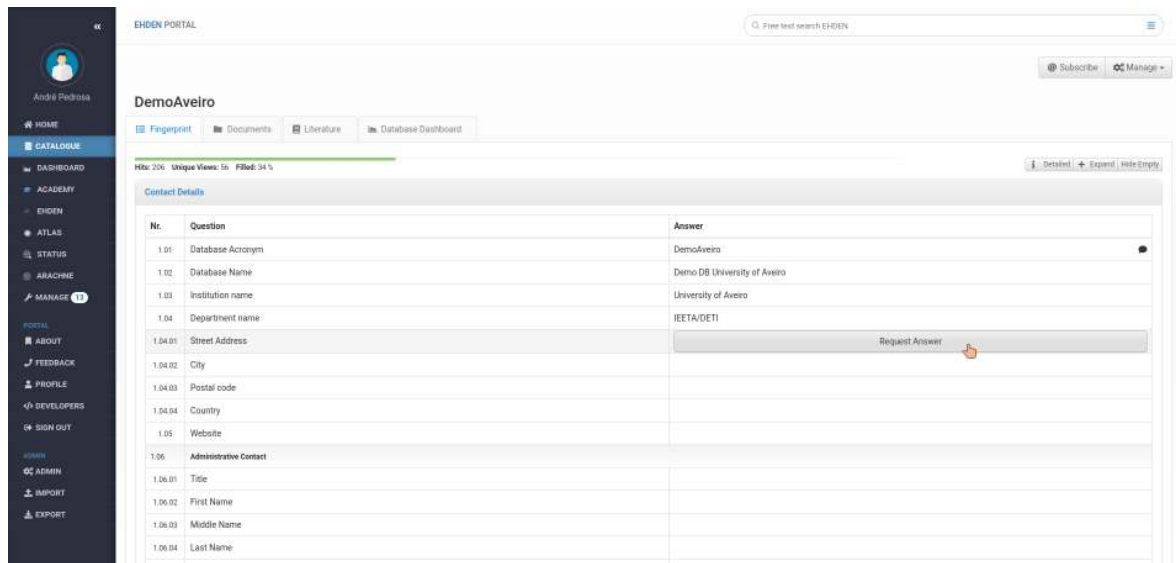 «
EHDEN PORTAL
Free text search EHDEN
Subscribe
Manage
André Pedrosa
HOME
CATALOGUE
DASHBOARD
ACADEMY
EHDEN
ATLAS
STATUS
ARACHNE
MANAGE 13
PORTAL
ABOUT
FEEDBACK
PROFILE
</> DEVELOPERS
SIGN OUT
ADMIN
ADMIN
IMPORT
EXPORT
DemoAveiro
Fingerprint Documents Literature Database Dashboard
Hits: 206 Unique Views: 56 Filled: 34 %
Detailed + Expand Hide Empty
Contact Details
Nr. Question Answer
1.01 Database Acronym DemoAveiro
1.02 Database Name Demo DB University of Aveiro
1.03 Institution name University of Aveiro
1.04 Department name IEETA/DETI
1.04.01 Street Address Request Answer
1.04.02 City
1.04.03 Postal code
1.04.04 Country
1.05 Website
1.06 Administrative Contact
1.06.01 Title
1.06.02 First Name
1.06.03 Middle Name
1.06.04 Last Name